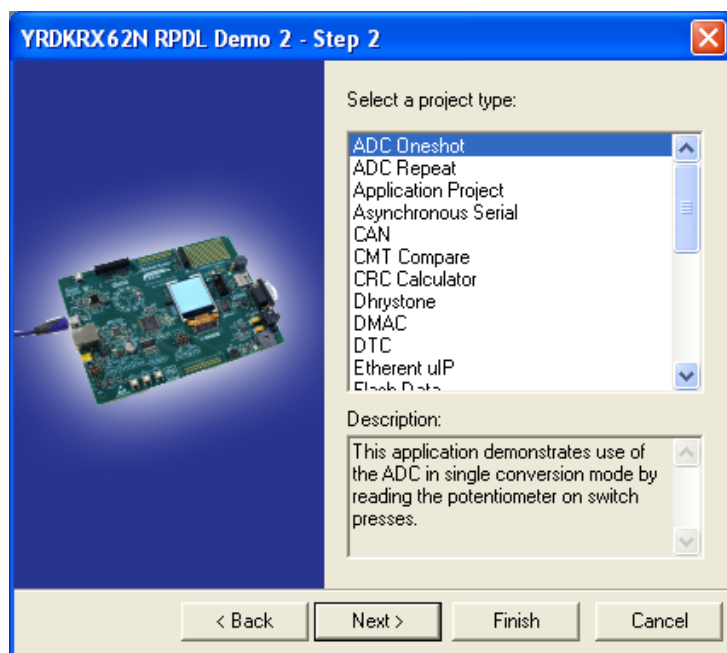 YRDKRX62N RPDL Demo 2 - Step 2
Select a project type:
ADC Oneshot
ADC Repeat
Application Project
Asynchronous Serial
CAN
CMT Compare
CRC Calculator
Dhrystone
DMAC
DTC
Etherent uIP
Flash Data
Description:
This application demonstrates use of
the ADC in single conversion mode by
reading the potentiometer on switch
presses.
< Back
Next >
Finish
Cancel